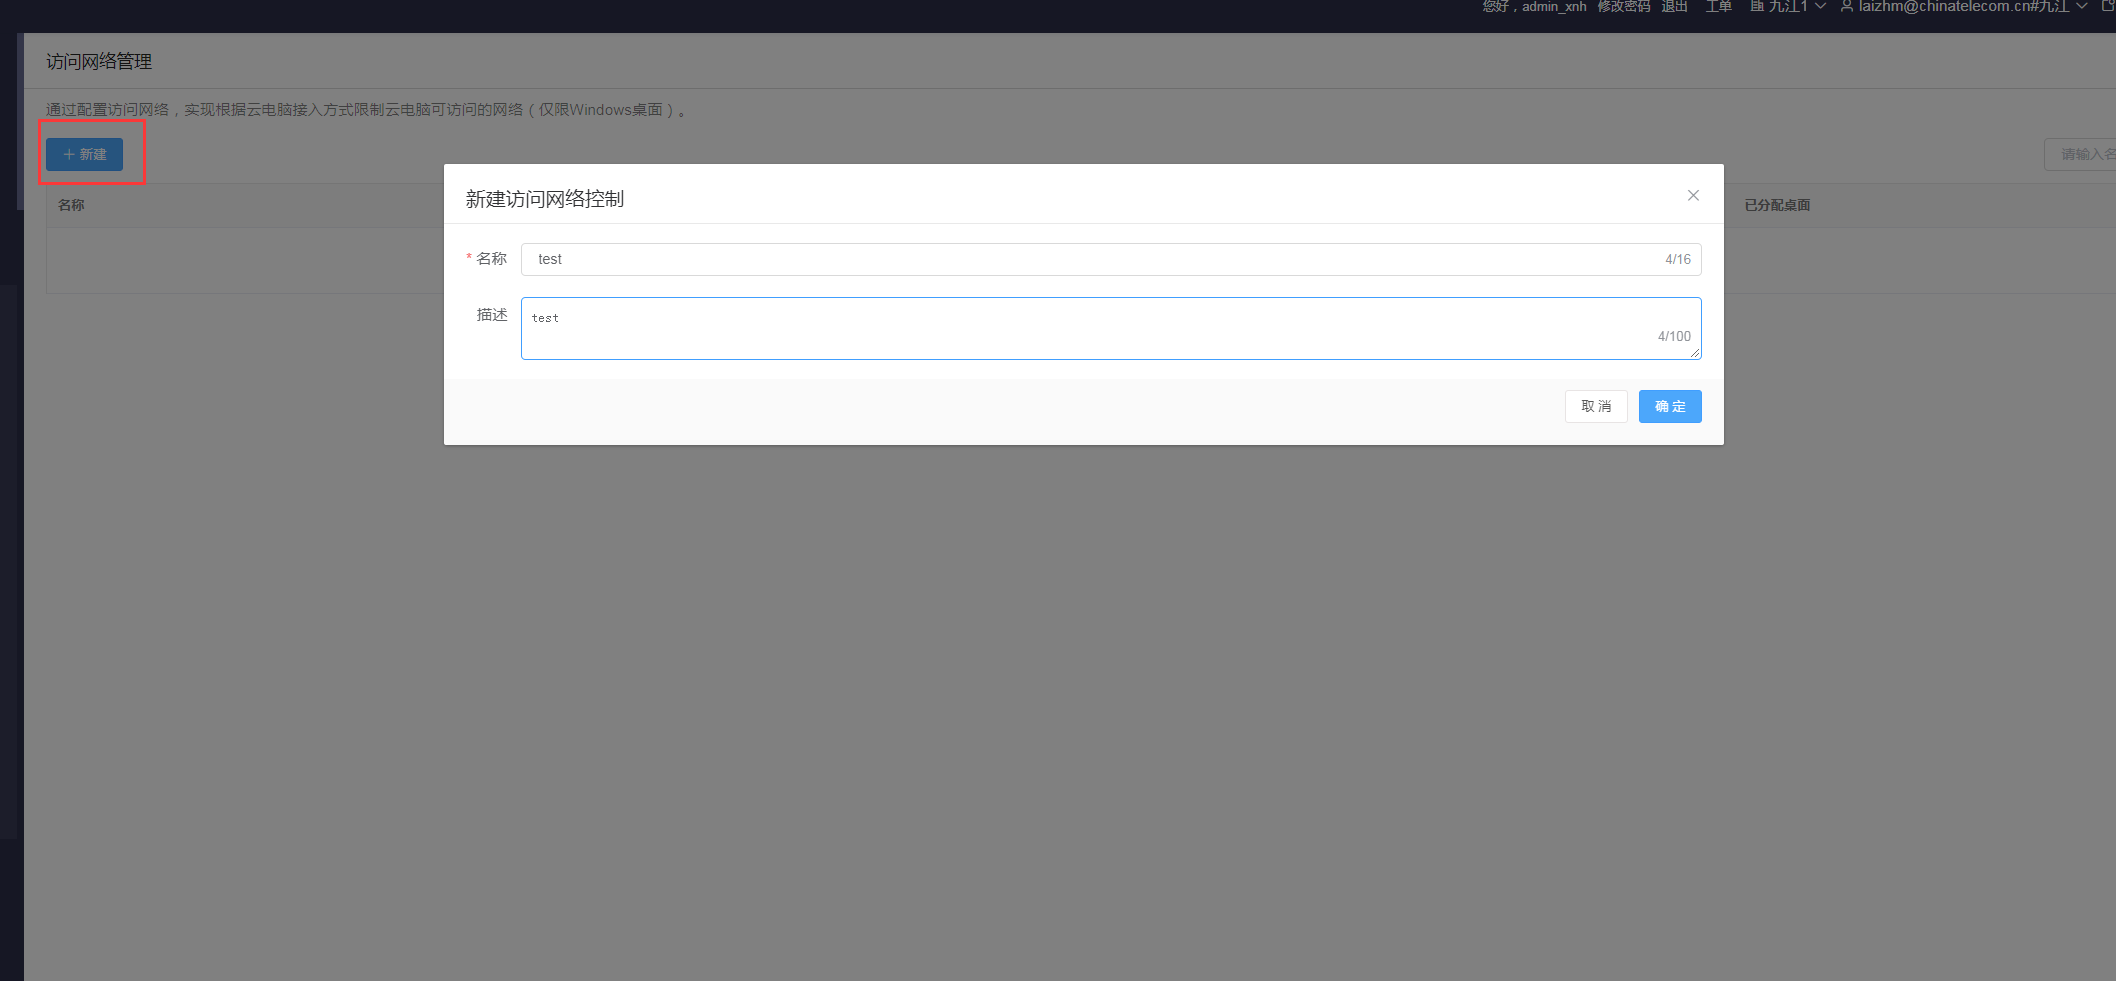 您好，admin_xnh 修改密码 退出 工单 九江1 laizhm@chinatelecom.cn#九江
访问网络管理
通过配置访问网络，实现根据云电脑接入方式限制云电脑可访问的网络（仅限Windows桌面）。
+ 新建
请输入名
名称
已分配桌面
新建访问网络控制
* 名称 test 4/16
描述 test
4/100
取消 确定